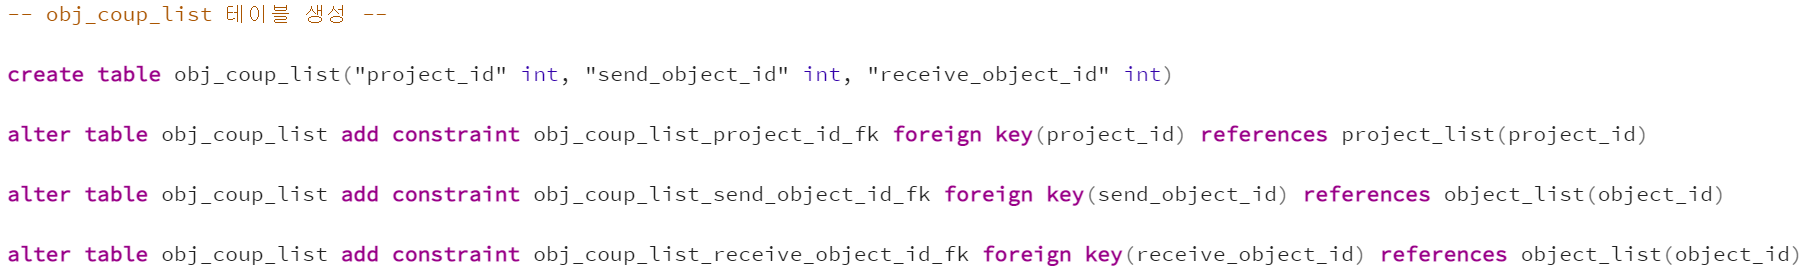 -- obj_coup_list 테이블 생성 --
create table obj_coup_list("project_id" int, "send_object_id" int, "receive_object_id" int)
alter table obj_coup_list add constraint obj_coup_list_project_id_fk foreign key(project_id) references project_list(project_id)
alter table obj_coup_list add constraint obj_coup_list_send_object_id_fk foreign key(send_object_id) references object_list(object_id)
alter table obj_coup_list add constraint obj_coup_list_receive_object_id_fk foreign key(receive_object_id) references object_list(object_id)